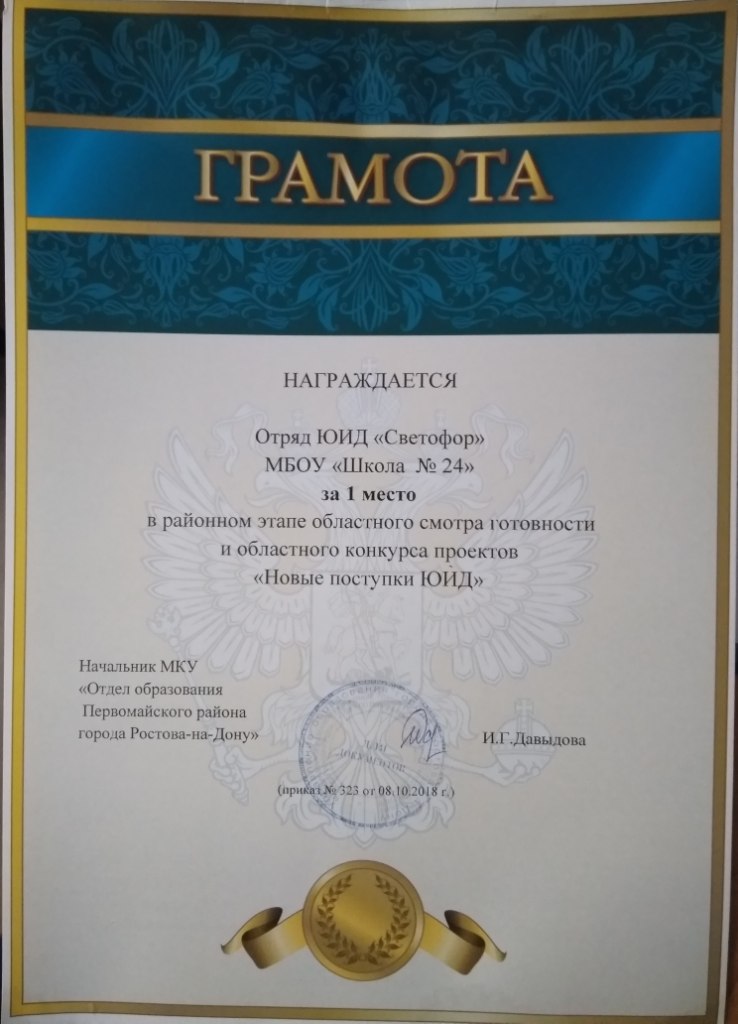 ГРАМОТА
НАГРАЖДАЕТСЯ
Отряд ЮИД «Светофор»
МБОУ «Школа № 24»
за 1 место
в районном этапе областного смотра готовности
и областного конкурса проектов
«Новые поступки ЮИД»
Начальник МКУ
«Отдел образования
Первомайского района
города Ростова-на-Дону»
И.Г.Давыдова
ДЛЯ
ДОКУМЕНТОВ
(приказ № 323 от 08.10.2018 г.)